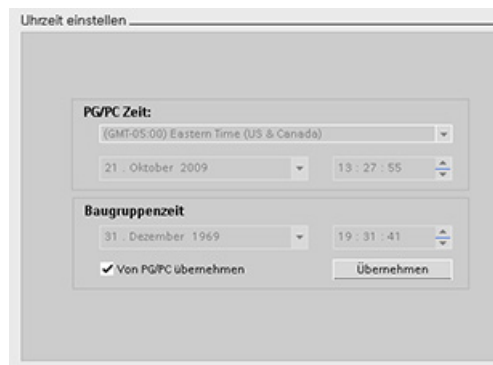 Uhrzeit einstellen
PG/PC Zeit:
(GMT-05:00) Eastern Time (US & Canada)
21 . Oktober 2009
13 : 27 : 55
Baugruppenzeit
31 . Dezember 1969
19 : 31 : 41
Von PG/PC übernehmen
Übernehmen